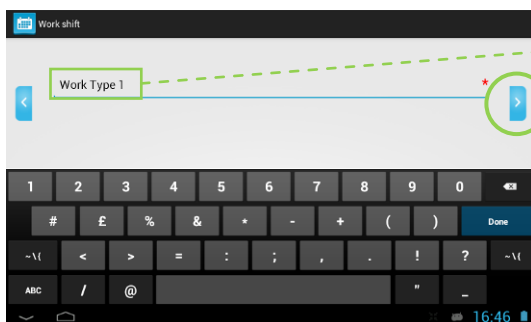 Work shift
Work Type 1
*
<
>
1 2 3 4 5 6 7 8 9 0
# £ % & * - + ( ) Done
~\{ < > = : ; , . ! ? ~\{
ABC / @ " _
16:46